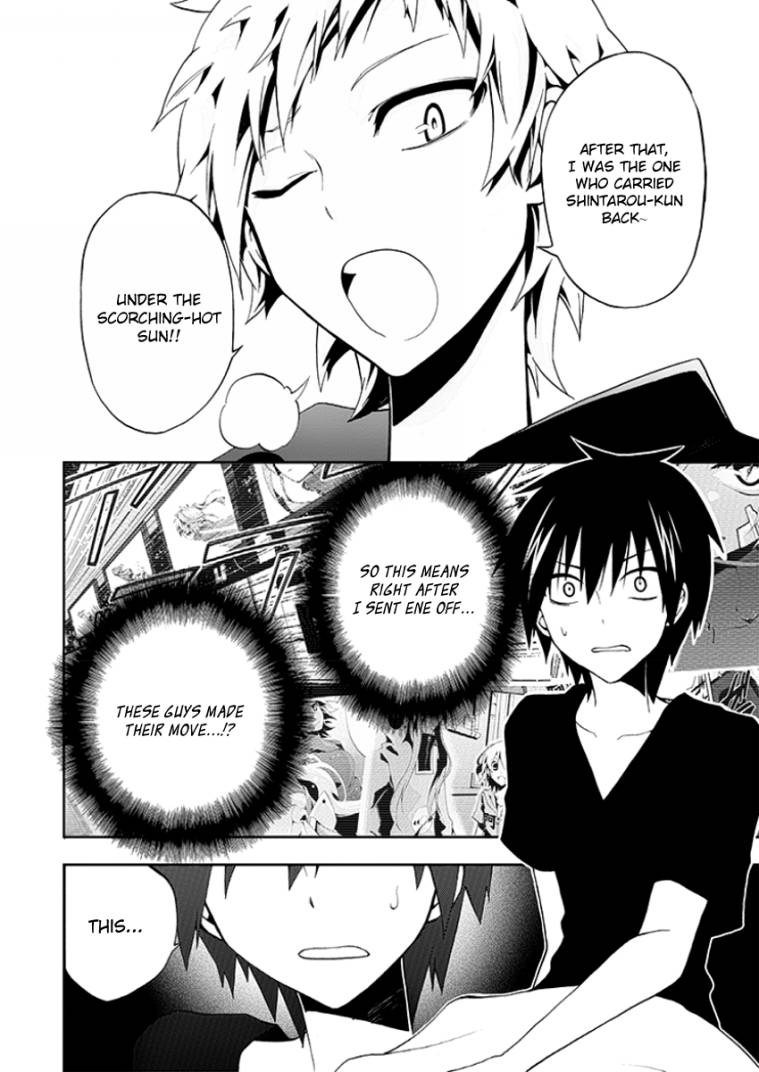 AFTER THAT,
I WAS THE ONE
WHO CARRIED
SHINTAROU-KUN
BACK~
UNDER THE
SCORCHING-HOT
SUN!!
SO THIS MEANS
RIGHT AFTER
I SENT ENE OFF...
THESE GUYS MADE
THEIR MOVE...!?
THIS...